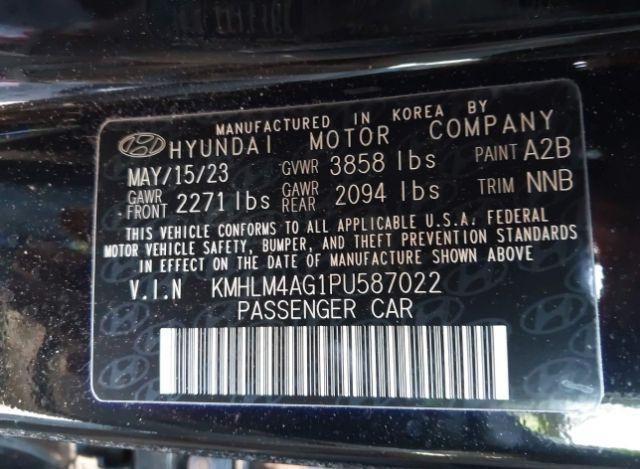 MANUFACTURED IN KOREA BY
HYUNDAI MOTOR COMPANY
MAY/15/23 GVWR 3858 lbs PAINT A2B
GAWR FRONT 2271 lbs GAWR REAR 2094 lbs TRIM NNB
THIS VEHICLE CONFORMS TO ALL APPLICABLE U.S.A. FEDERAL
MOTOR VEHICLE SAFETY, BUMPER, AND THEFT PREVENTION STANDARDS
IN EFFECT ON THE DATE OF MANUFACTURE SHOWN ABOVE
V.I.N KMHLM4AG1PU587022
PASSENGER CAR